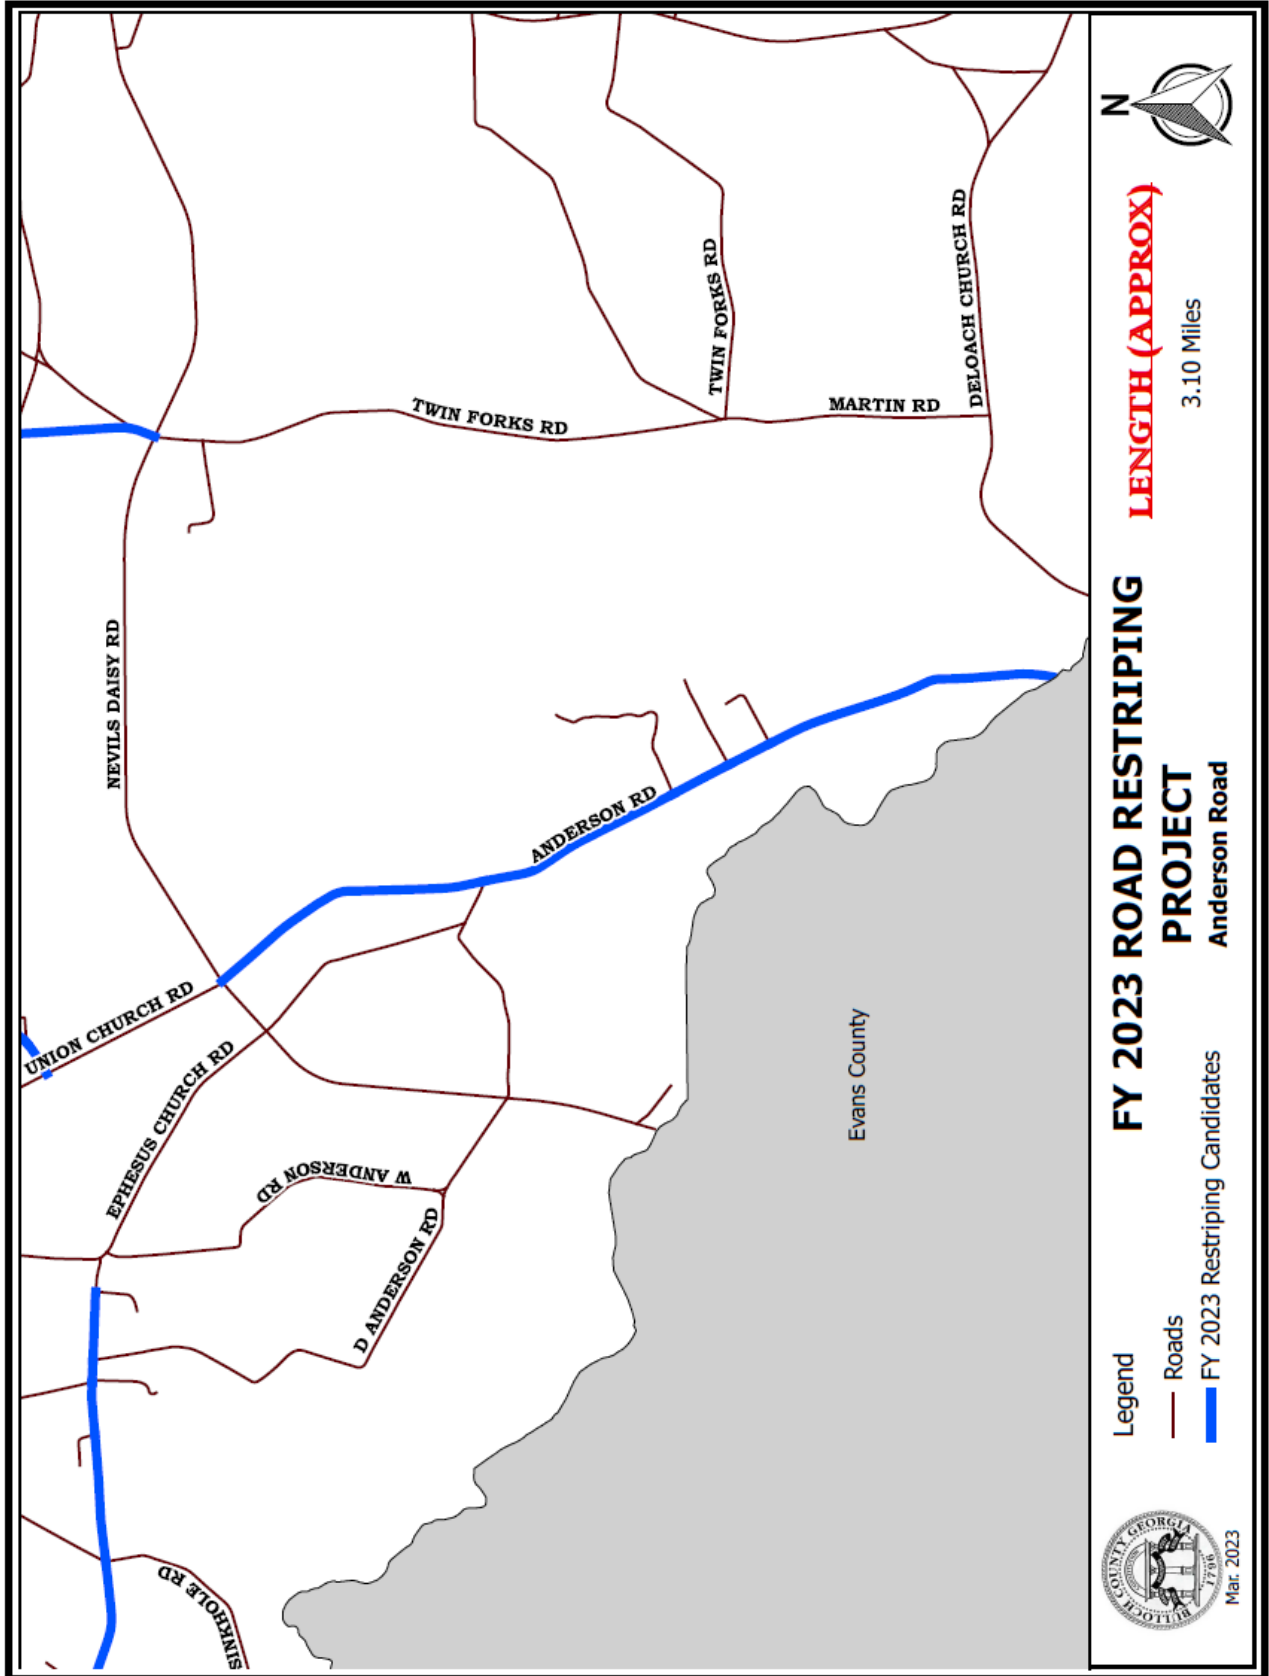 NEVILS DAISY RD
UNION CHURCH RD
EPHESUS CHURCH RD
W ANDERSON RD
D ANDERSON RD
SINKHOLE RD
ANDERSON RD
TWIN FORKS RD
TWIN FORKS RD
MARTIN RD
DELOACH CHURCH RD
Evans County
BULLOCH COUNTY GEORGIA
1796
Mar. 2023
Legend
Roads
FY 2023 Restriping Candidates
FY 2023 ROAD RESTRIPING
PROJECT
Anderson Road
LENGTH (APPROX)
3.10 Miles
N